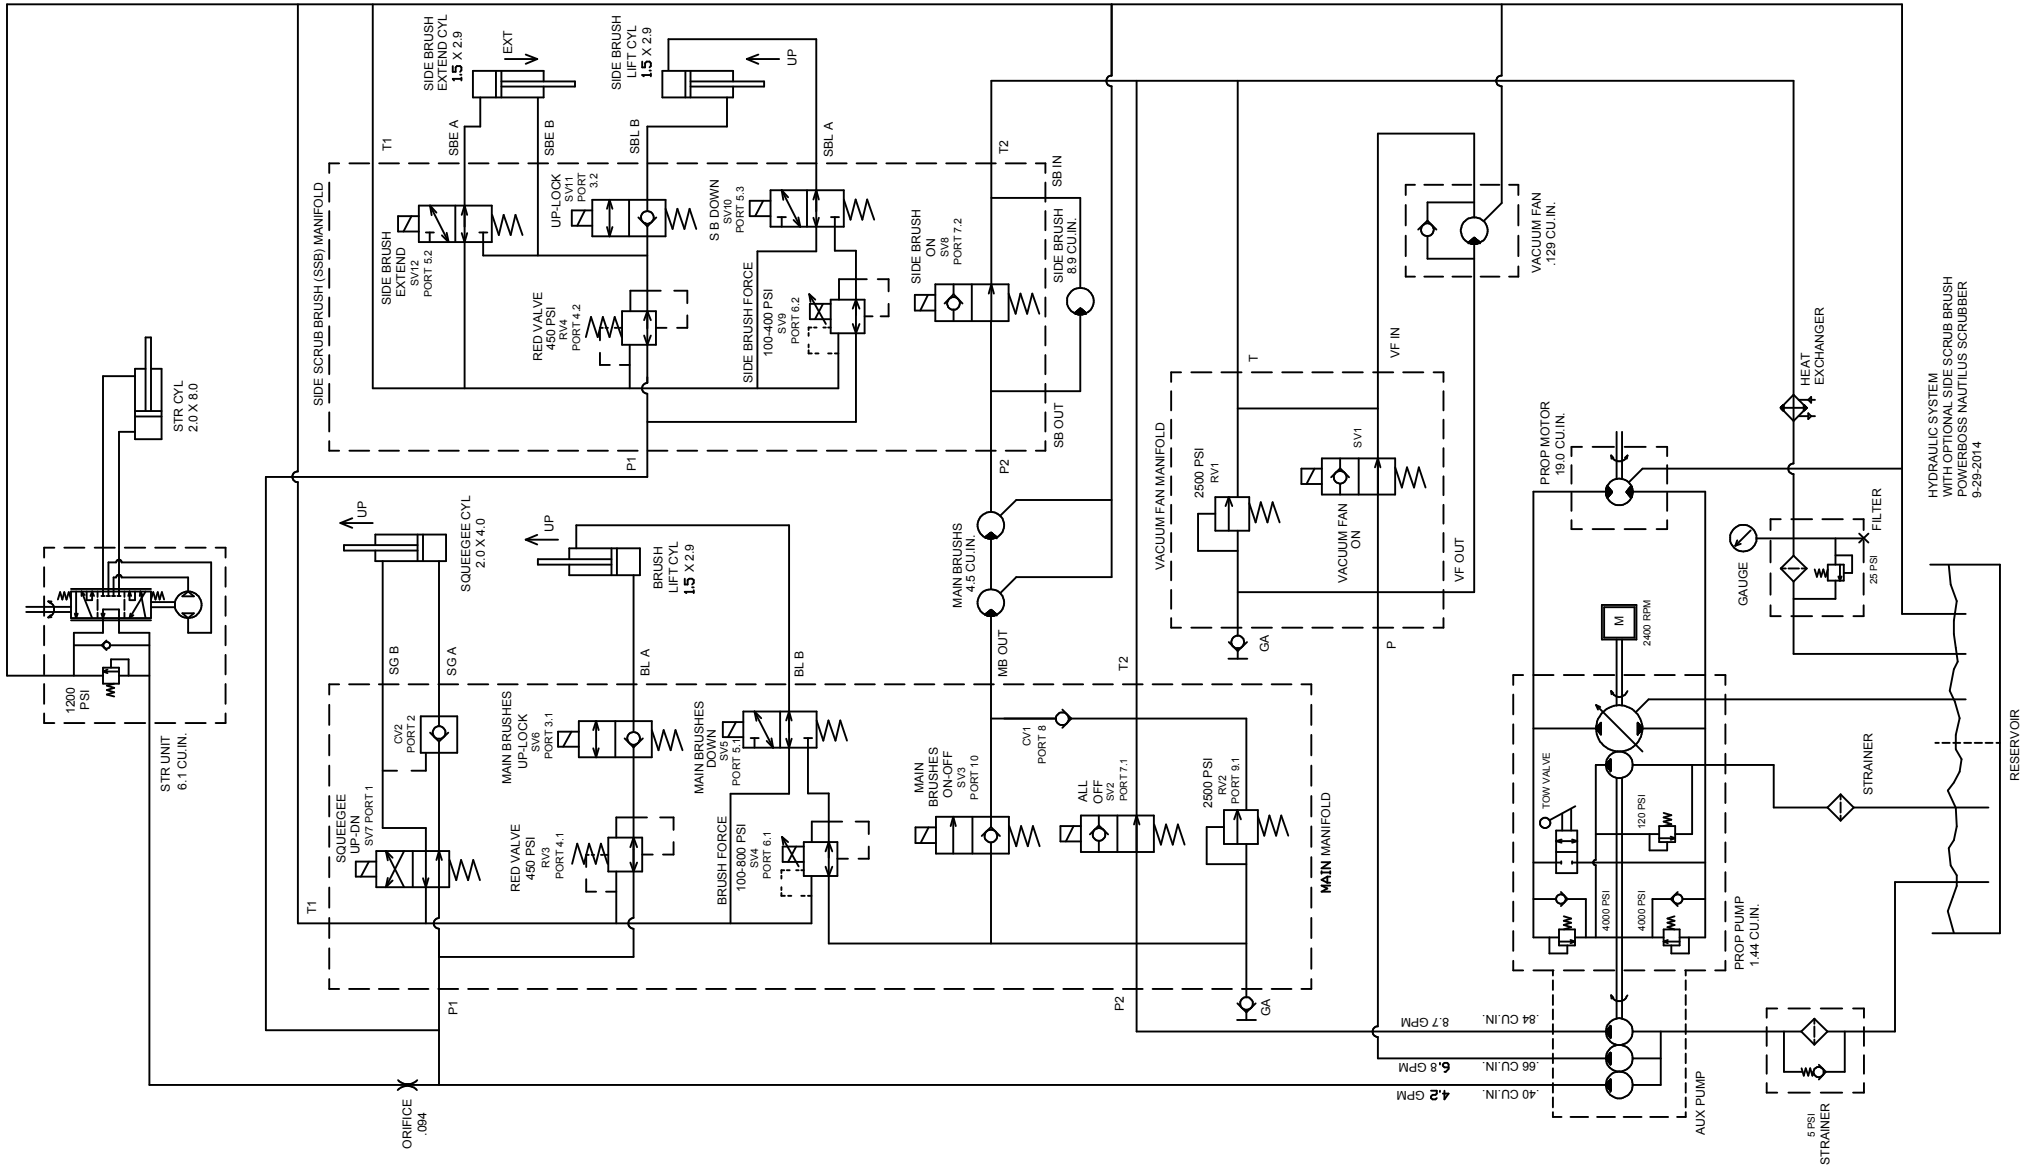 SIDE BRUSH
EXTEND CYL
1.5 X 2.9
EXT
SIDE BRUSH
LIFT CYL
1.5 X 2.9
UP
T1
SBE A
SBE B
SBL B
SBL A
T2
SB IN
SIDE SCRUB BRUSH (SSB) MANIFOLD
SIDE BRUSH
EXTEND
SV12
PORT 5.2
UP-LOCK
SV11
PORT
3.2
S B DOWN
SV10
PORT 5.3
RED VALVE
450 PSI
RV4
PORT 4.2
SIDE BRUSH FORCE
100-400 PSI
SV9
PORT 6.2
SIDE BRUSH
ON
SV8
PORT 7.2
SIDE BRUSH
8.9 CU.IN.
SB OUT
P1
P2
STR CYL
2.0 X 8.0
1200
PSI
STR UNIT
6.1 CU.IN.
UP
SQUEEGEE CYL
2.0 X 4.0
UP
BRUSH
LIFT CYL
1.5 X 2.9
MAIN BRUSHES
4.5 CU.IN.
SG B
SG A
BL A
BL B
MB OUT
T2
CV2
PORT 2
SQUEEGEE
UP-DN
SV7 PORT 1
MAIN BRUSHES
UP-LOCK
SV6
PORT 3.1
MAIN BRUSHES
DOWN
SV5
PORT 5.1
RED VALVE
450 PSI
RV3
PORT 4.1
BRUSH FORCE
100-800 PSI
SV4
PORT 6.1
MAIN
BRUSHES
ON-OFF
SV3
PORT 10
CV1
PORT 8
ALL
OFF
SV2
PORT 7.1
2500 PSI
RV2
PORT 9.1
MAIN MANIFOLD
T1
P1
P2
GA
ORIFICE
.094
VACUUM FAN MANIFOLD
T
VF IN
2500 PSI
RV1
SV1
VACUUM FAN
ON
VF OUT
GA
P
VACUUM FAN
.129 CU.IN.
HEAT
EXCHANGER
PROP MOTOR
19.0 CU.IN.
GAUGE
FILTER
25 PSI
M
2400 RPM
TOW VALVE
120 PSI
4000 PSI
4000 PSI
PROP PUMP
1.44 CU.IN.
STRAINER
RESERVOIR
8.7 GPM
.84 CU.IN.
6.8 GPM
.66 CU.IN.
4.2 GPM
.40 CU.IN.
AUX PUMP
5 PSI
STRAINER
HYDRAULIC SYSTEM
WITH OPTIONAL SIDE SCRUB BRUSH
POWERBOSS NAUTILUS SCRUBBER
9-29-2014